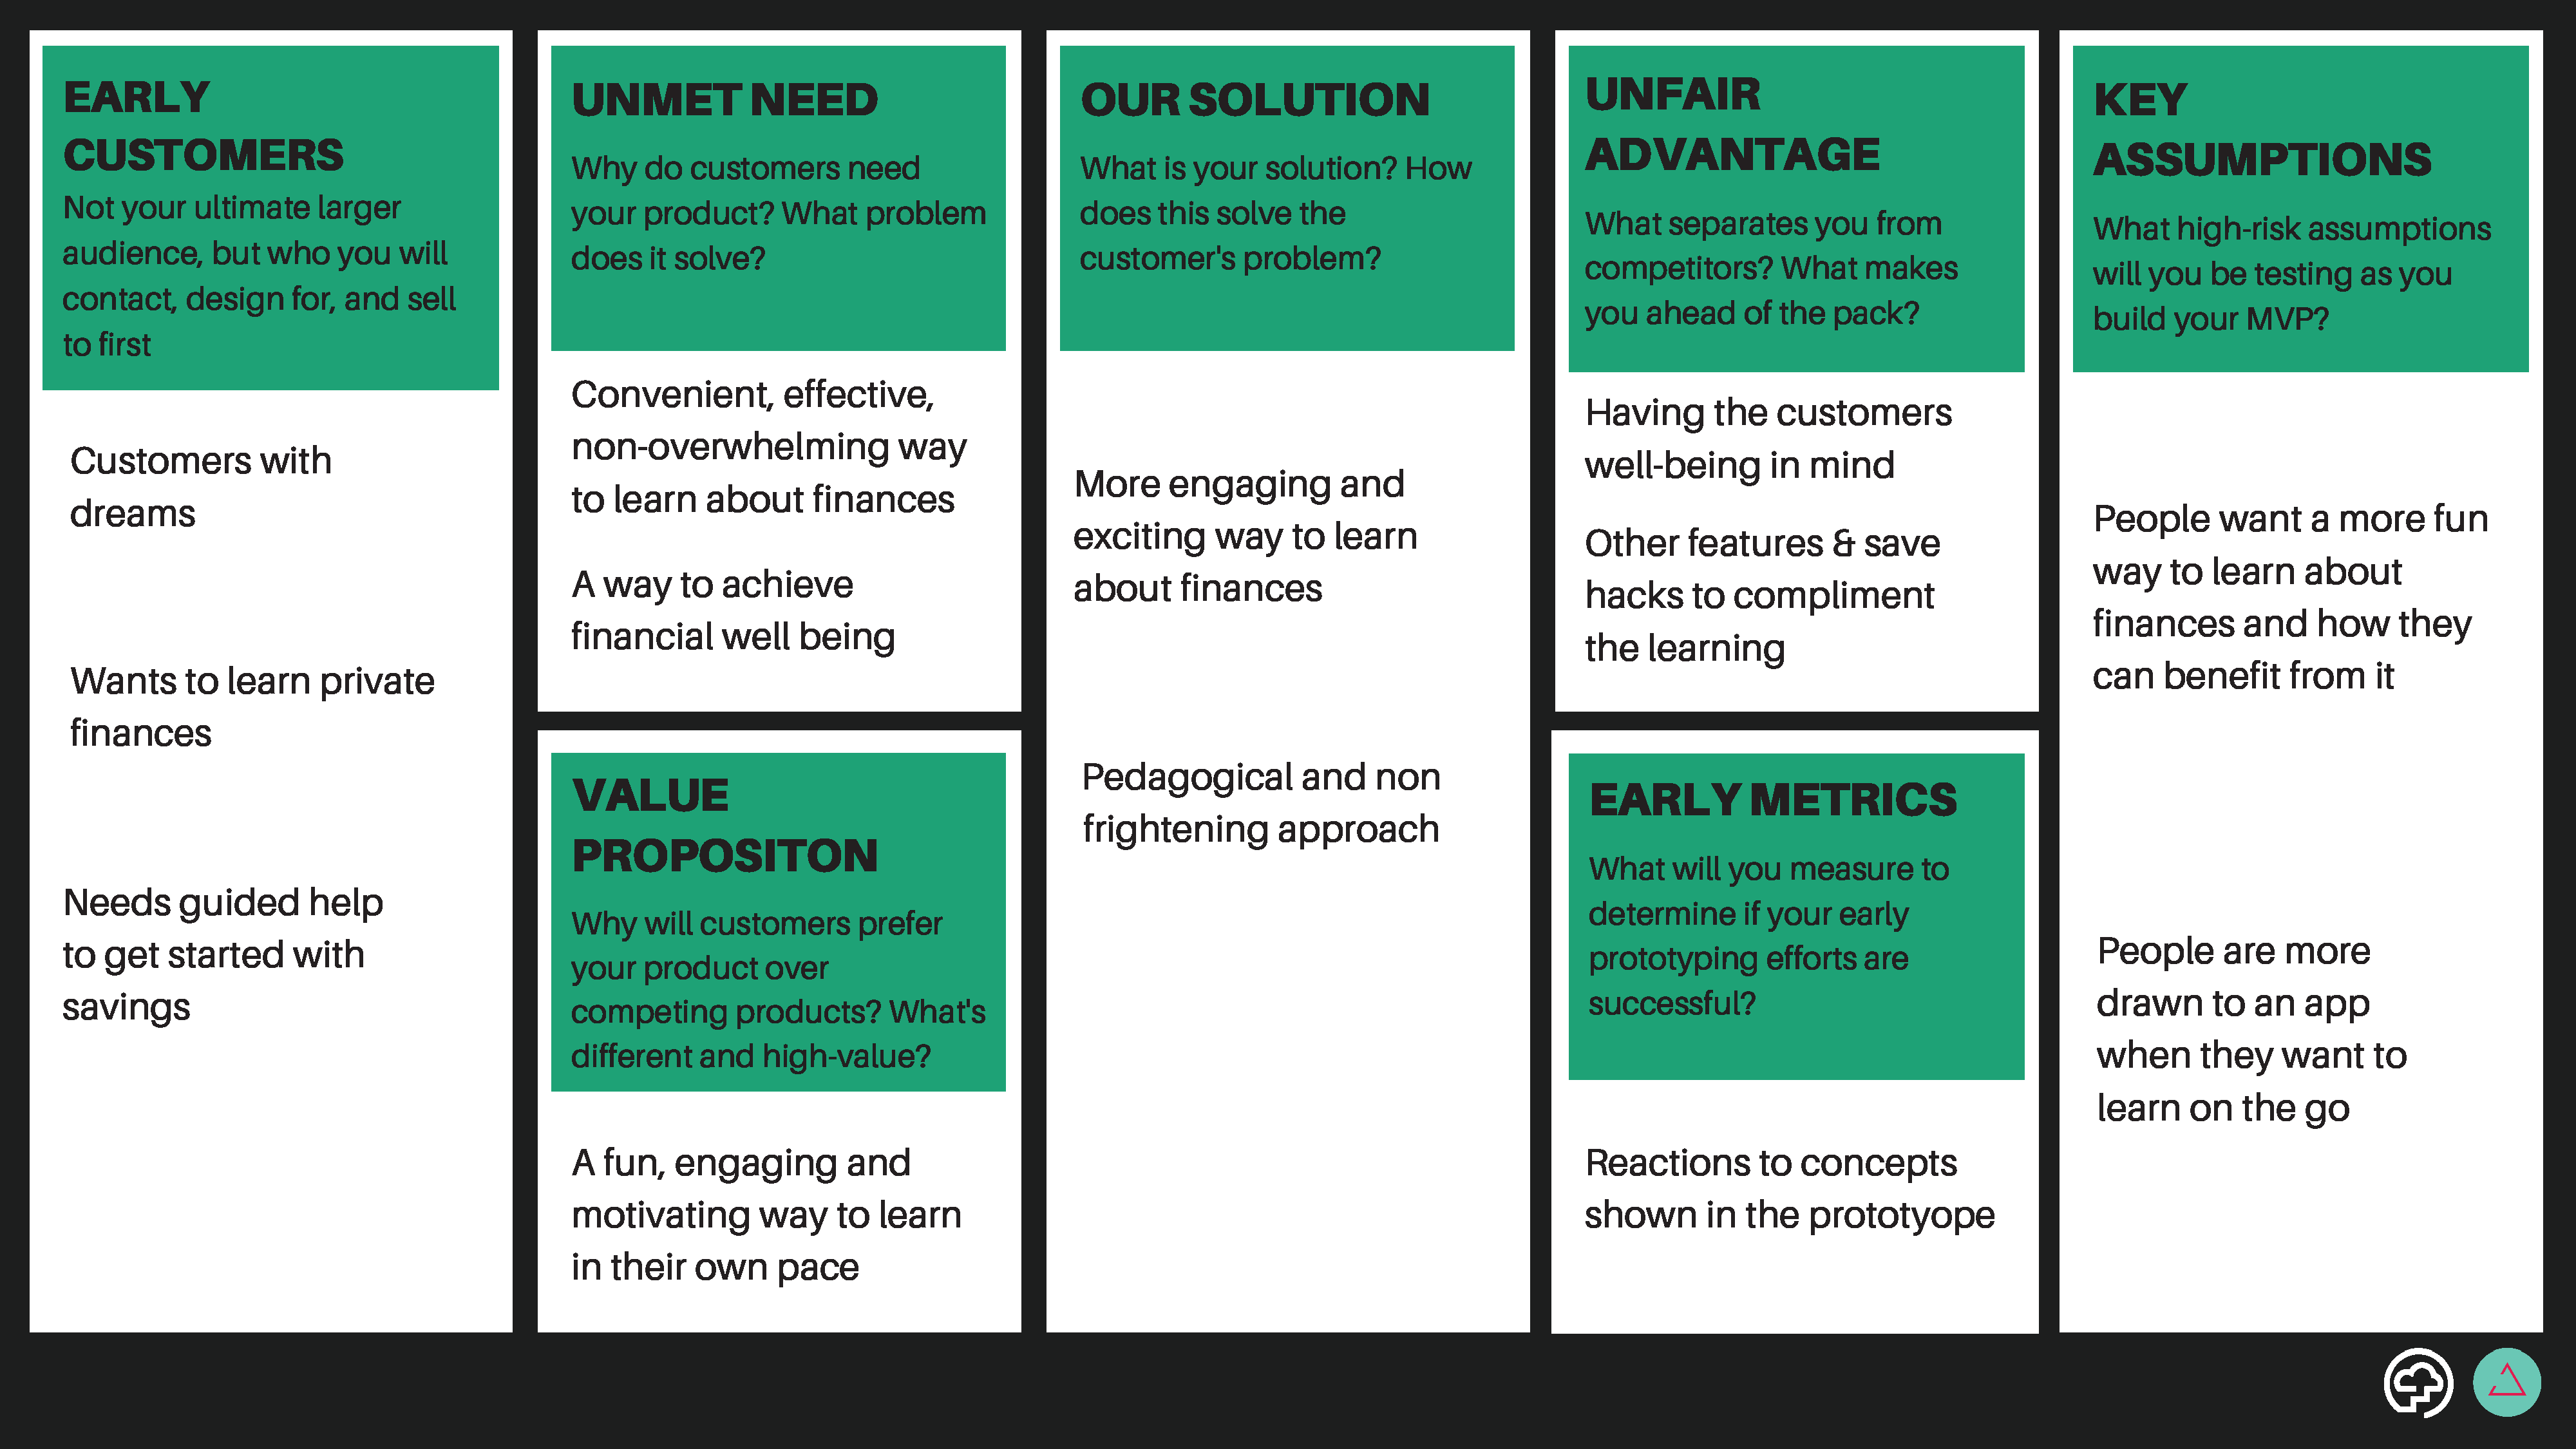 EARLY
CUSTOMERS
Not your ultimate larger
audience, but who you will
contact, design for, and sell
to first
Customers with
dreams
Wants to learn private
finances
Needs guided help
to get started with
savings
UNMET NEED
Why do customers need
your product? What problem
does it solve?
Convenient, effective,
non-overwhelming way
to learn about finances
A way to achieve
financial well being
VALUE
PROPOSITON
Why will customers prefer
your product over
competing products? What's
different and high-value?
A fun, engaging and
motivating way to learn
in their own pace
OUR SOLUTION
What is your solution? How
does this solve the
customer's problem?
More engaging and
exciting way to learn
about finances
Pedagogical and non
frightening approach
UNFAIR
ADVANTAGE
What separates you from
competitors? What makes
you ahead of the pack?
Having the customers
well-being in mind
Other features & save
hacks to compliment
the learning
EARLY METRICS
What will you measure to
determine if your early
prototyping efforts are
successful?
Reactions to concepts
shown in the prototyope
KEY
ASSUMPTIONS
What high-risk assumptions
will you be testing as you
build your MVP?
People want a more fun
way to learn about
finances and how they
can benefit from it
People are more
drawn to an app
when they want to
learn on the go